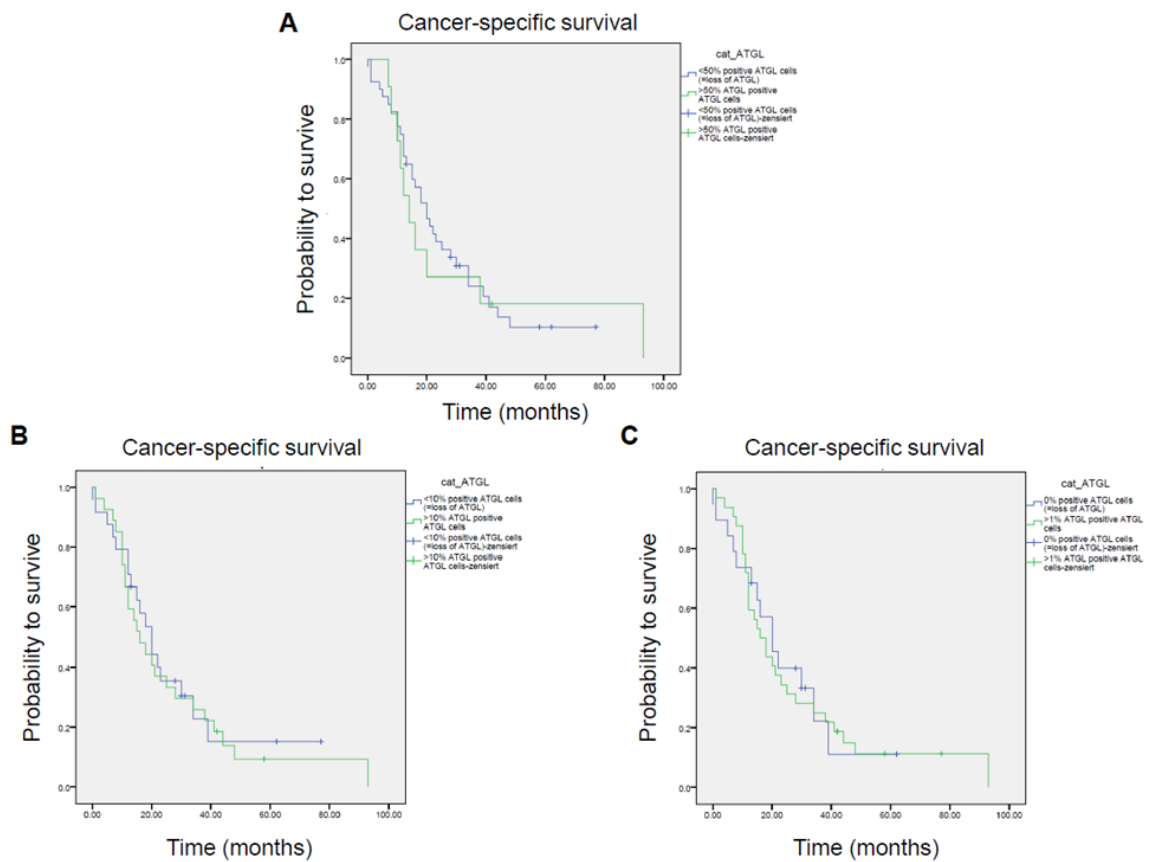 A
Cancer-specific survival
cat_ATGL
<50% positive ATGL cells
(=loss of ATGL)
>50% ATGL positive
ATGL cells
<50% positive ATGL cells
(=loss of ATGL)-zensiert
>50% ATGL positive
ATGL cells-zensiert
Probability to survive
1.0
0.8
0.6
0.4
0.2
0.0
0.00 20.00 40.00 60.00 80.00 100.00
Time (months)
B
Cancer-specific survival
cat_ATGL
<10% positive ATGL cells
(=loss of ATGL)
>10% ATGL positive
ATGL cells
<10% positive ATGL cells
(=loss of ATGL)-zensiert
>10% ATGL positive
ATGL cells-zensiert
Probability to survive
1.0
0.8
0.6
0.4
0.2
0.0
0.00 20.00 40.00 60.00 80.00 100.00
Time (months)
C
Cancer-specific survival
cat_ATGL
0% positive ATGL cells
(=loss of ATGL)
>1% ATGL positive ATGL
cells
0% positive ATGL cells
(=loss of ATGL)-zensiert
>1% ATGL positive ATGL
cells-zensiert
Probability to survive
1.0
0.8
0.6
0.4
0.2
0.0
0.00 20.00 40.00 60.00 80.00 100.00
Time (months)